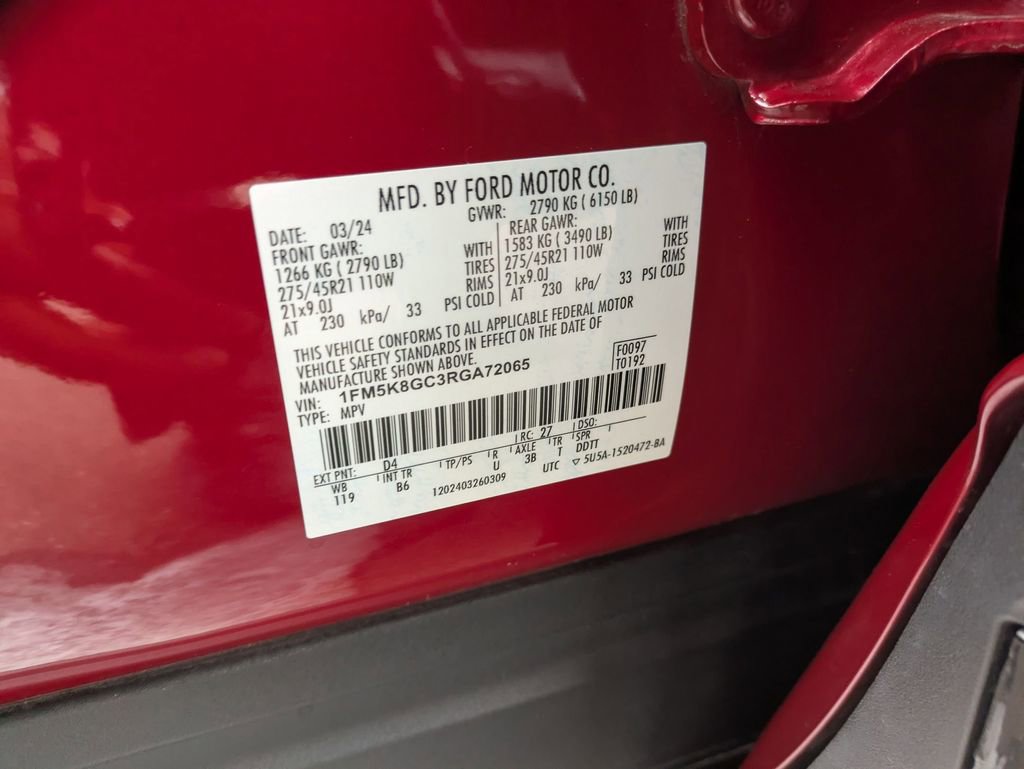 MFD. BY FORD MOTOR CO.
DATE: 03/24 GVWR: 2790 KG ( 6150 LB)
FRONT GAWR: WITH
1266 KG ( 2790 LB) TIRES
275/45R21 110W RIMS
21x9.0J PSI COLD
AT 230 kPa/ 33
REAR GAWR: WITH
1583 KG ( 3490 LB) TIRES
275/45R21 110W RIMS
21x9.0J PSI COLD
AT 230 kPa/ 33
THIS VEHICLE CONFORMS TO ALL APPLICABLE FEDERAL MOTOR
VEHICLE SAFETY STANDARDS IN EFFECT ON THE DATE OF
MANUFACTURE SHOWN ABOVE.
F0097
T0192
VIN: 1FM5K8GC3RGA72065
TYPE: MPV
EXT PNT: D4 RC: 27 DSO:
WB INT TR TP/PS R AXLE TR SPR
119 B6 U 3B T DDTT
1202403260309 UTC ▽ 5U5A-1520472-BA